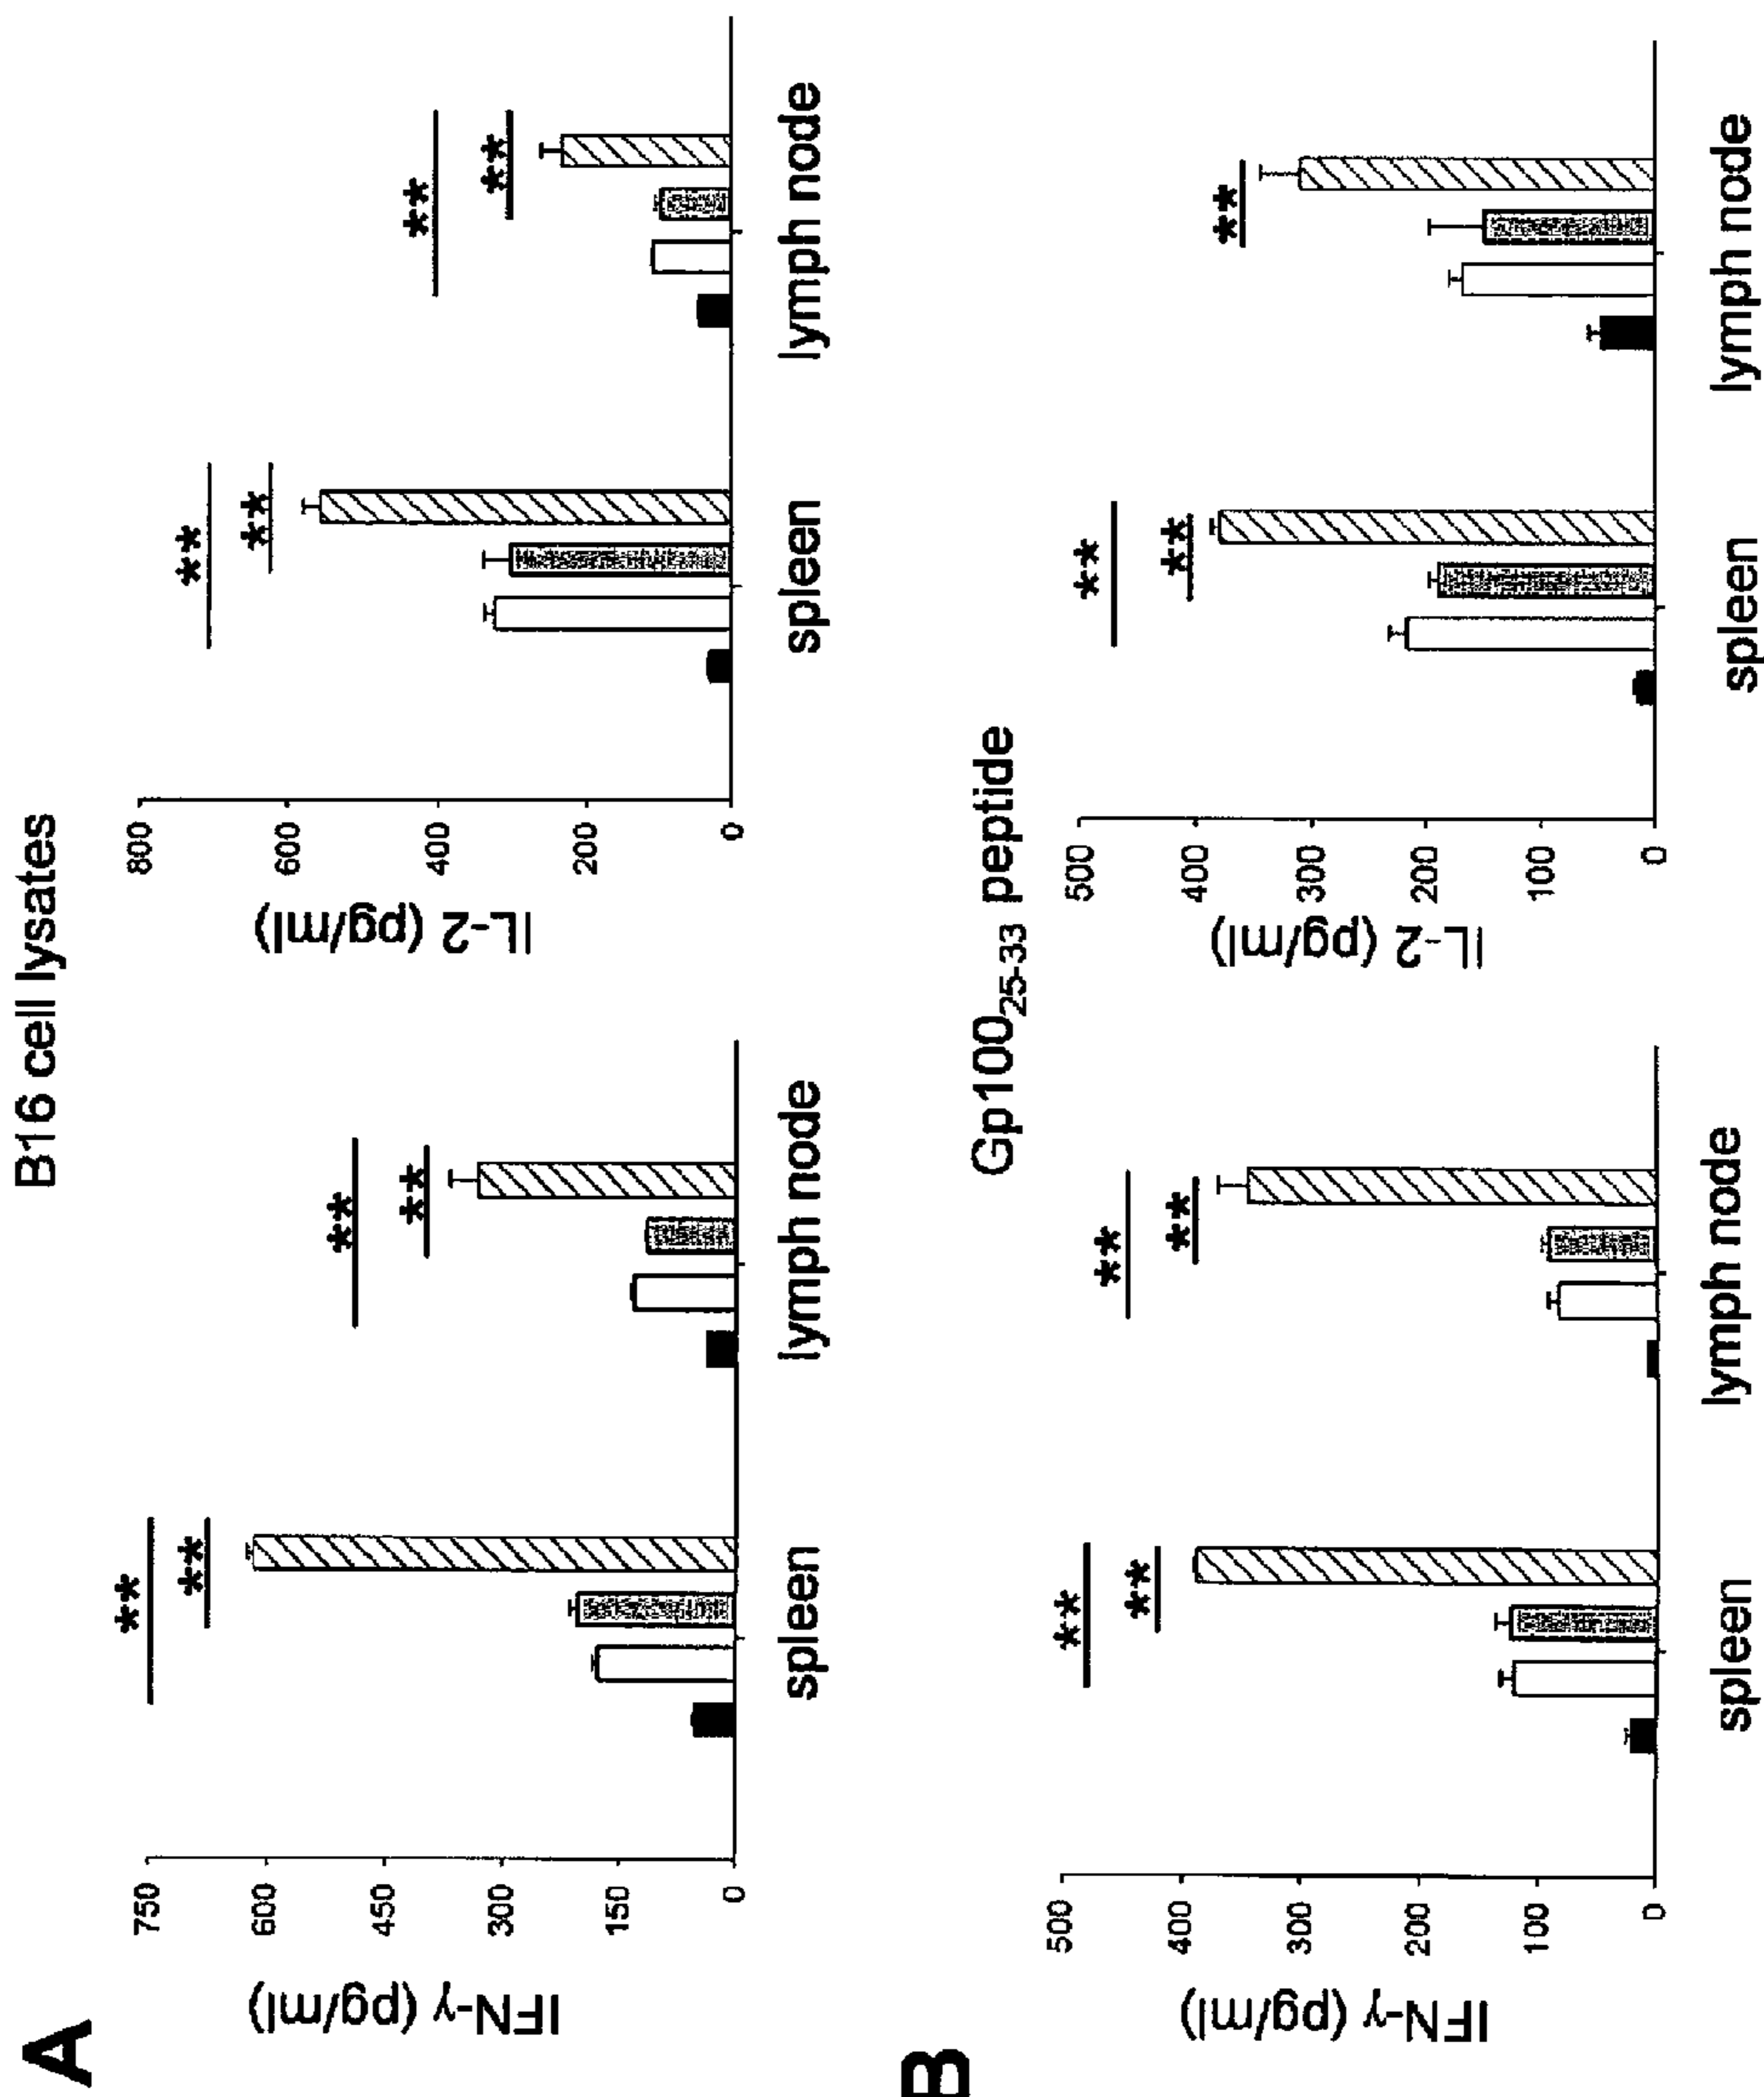 A
B16 cell lysates
IFN-γ (pg/ml)
750
600
450
300
150
0
** ** ** **
spleen lymph node
IL-2 (pg/ml)
800
600
400
200
0
** ** ** **
spleen lymph node
B
Gp100₂₅₋₃₃ peptide
IFN-γ (pg/ml)
500
400
300
200
100
0
** ** ** **
spleen lymph node
IL-2 (pg/ml)
500
400
300
200
100
0
** ** **
spleen lymph node